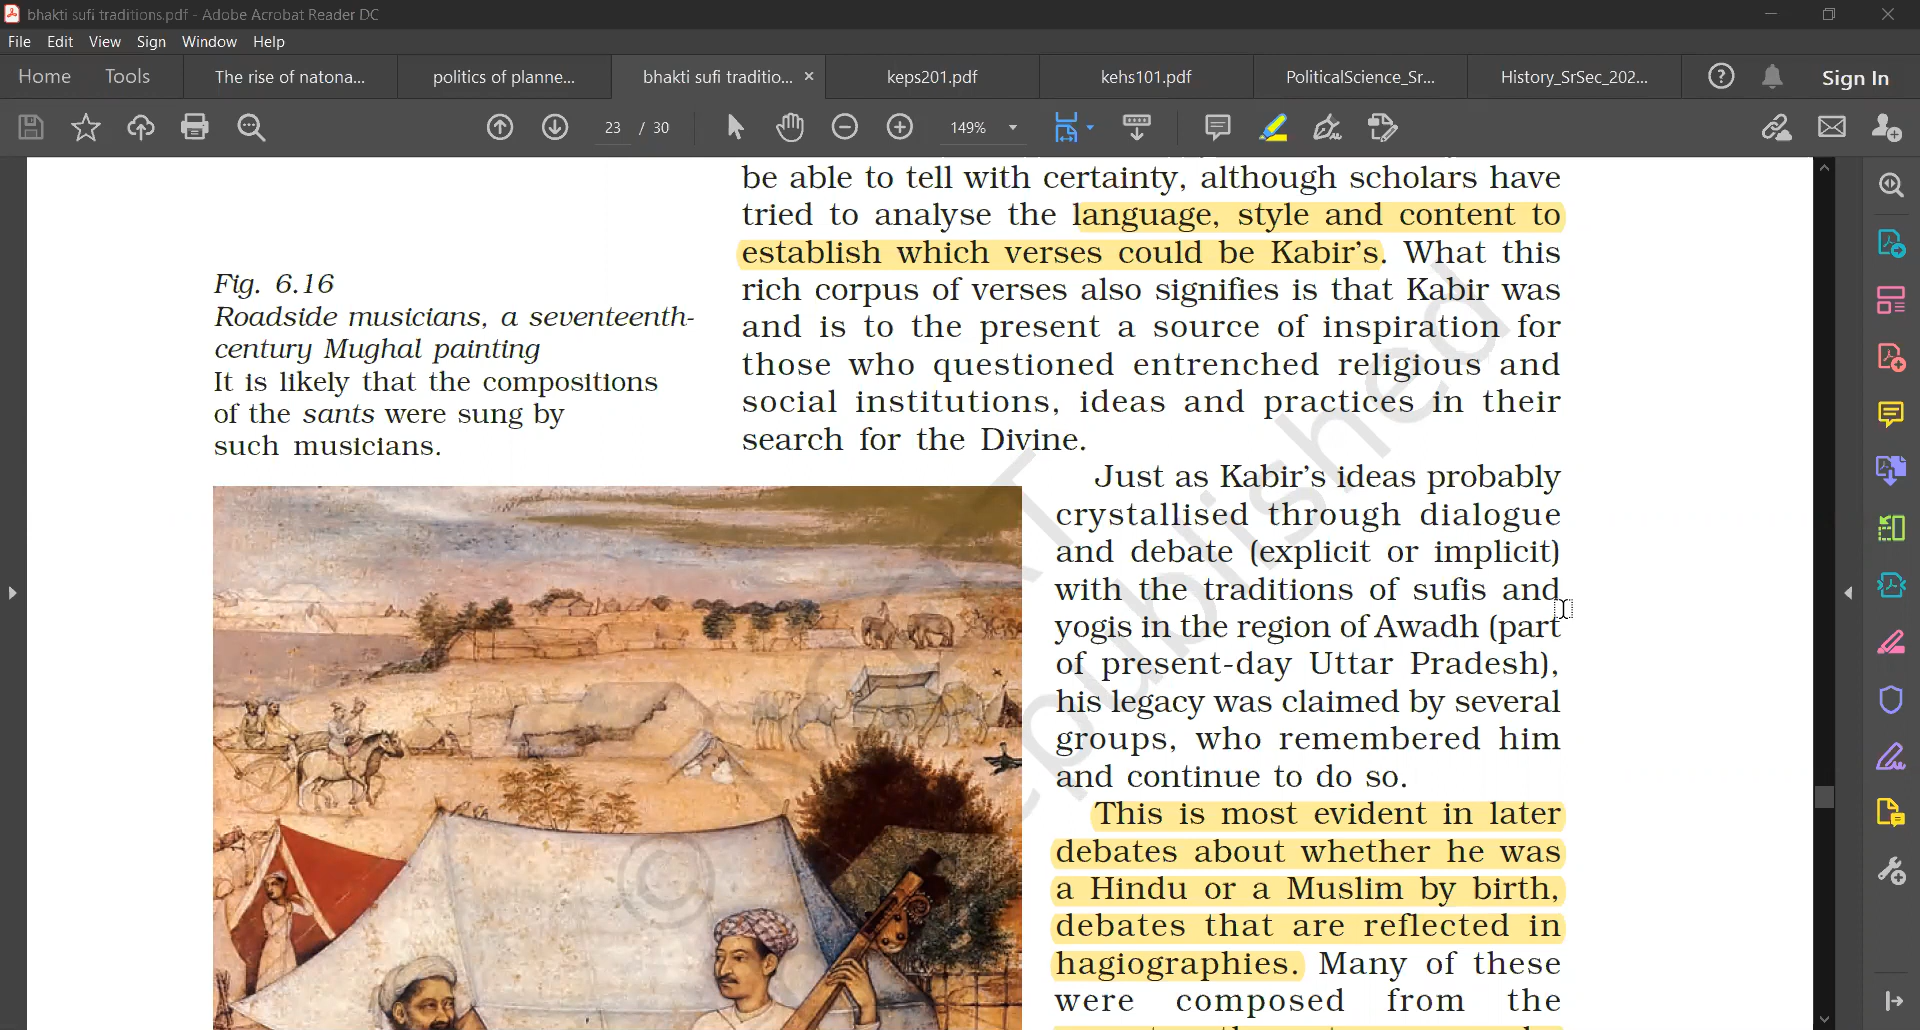 bhakti sufi traditions.pdf - Adobe Acrobat Reader DC
File Edit View Sign Window Help
Home Tools The rise of natona... politics of planne... bhakti sufi traditio... × keps201.pdf kehs101.pdf PoliticalScience_Sr... History_SrSec_202... Sign In
23 / 30 149%
be able to tell with certainty, although scholars have
tried to analyse the language, style and content to
establish which verses could be Kabir's. What this
rich corpus of verses also signifies is that Kabir was
and is to the present a source of inspiration for
those who questioned entrenched religious and
social institutions, ideas and practices in their
search for the Divine.
Fig. 6.16
Roadside musicians, a seventeenth-
century Mughal painting
It is likely that the compositions
of the sants were sung by
such musicians.
Just as Kabir's ideas probably
crystallised through dialogue
and debate (explicit or implicit)
with the traditions of sufis and
yogis in the region of Awadh (part
of present-day Uttar Pradesh),
his legacy was claimed by several
groups, who remembered him
and continue to do so.
This is most evident in later
debates about whether he was
a Hindu or a Muslim by birth,
debates that are reflected in
hagiographies. Many of these
were composed from the